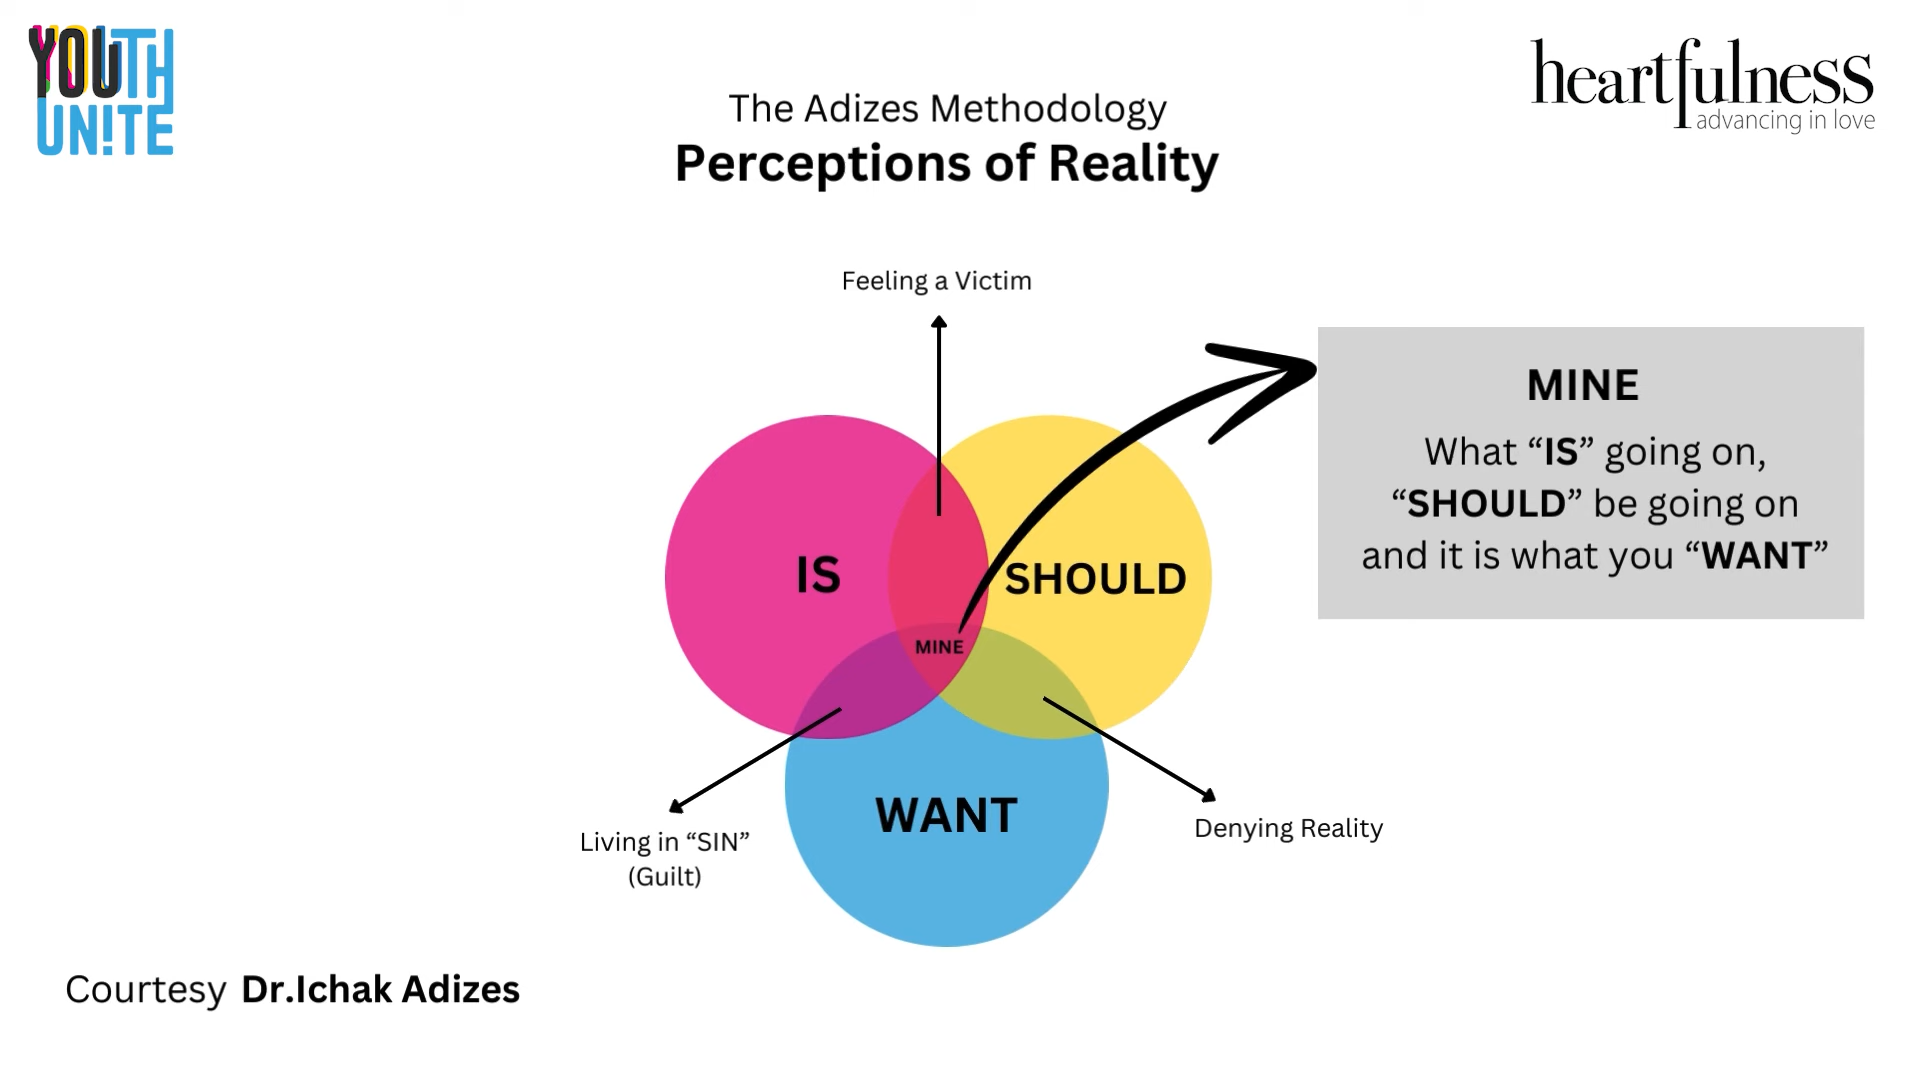 YOUTH
UN!TE
heartfulness
advancing in love
The Adizes Methodology
Perceptions of Reality
Feeling a Victim
MINE
What “IS” going on,
“SHOULD” be going on
and it is what you “WANT”
IS
SHOULD
MINE
WANT
Living in “SIN”
(Guilt)
Denying Reality
Courtesy Dr.Ichak Adizes